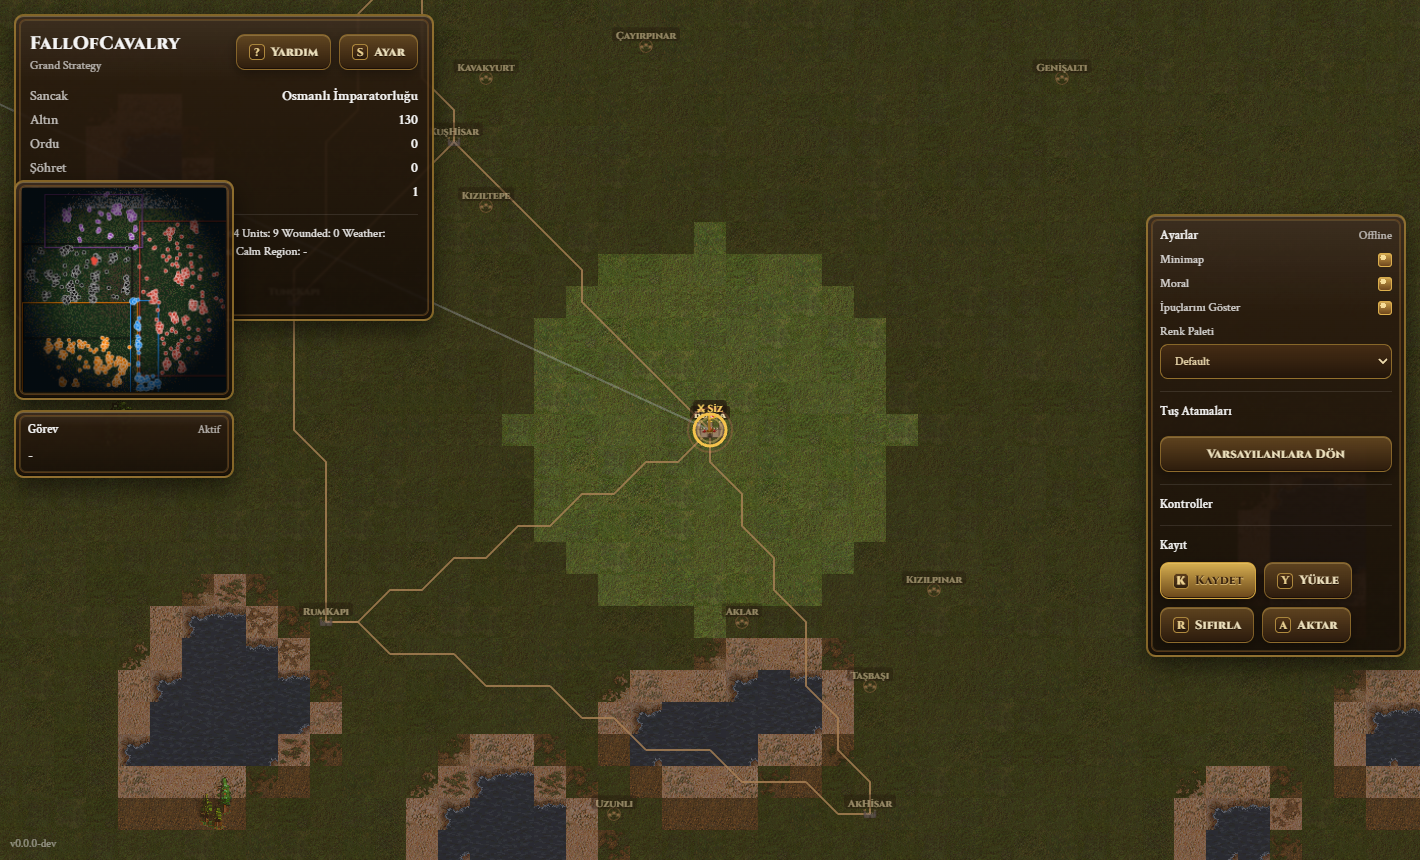 FallOfCavalry
Grand Strategy
? Yardım
S Ayar
Sancak Osmanlı İmparatorluğu
Altın 130
Ordu 0
Şöhret 0
1
4 Units: 9 Wounded: 0 Weather:
Calm Region: -
Görev Aktif
-
Çayırpınar
Kavakyurt
Genişaltı
Kızıltepe
⚔ Siz
Rumkapı
Kızılpınar
Aklar
Taşbaşı
Uzunlı
Akhisar
Ayarlar Offline
Minimap
Moral
İpuçlarını Göster
Renk Paleti
Default
Tuş Atamaları
Varsayılanlara Dön
Kontroller
Kayıt
K Kaydet
Y Yükle
R Sıfırla
A Aktar
v0.0.0-dev